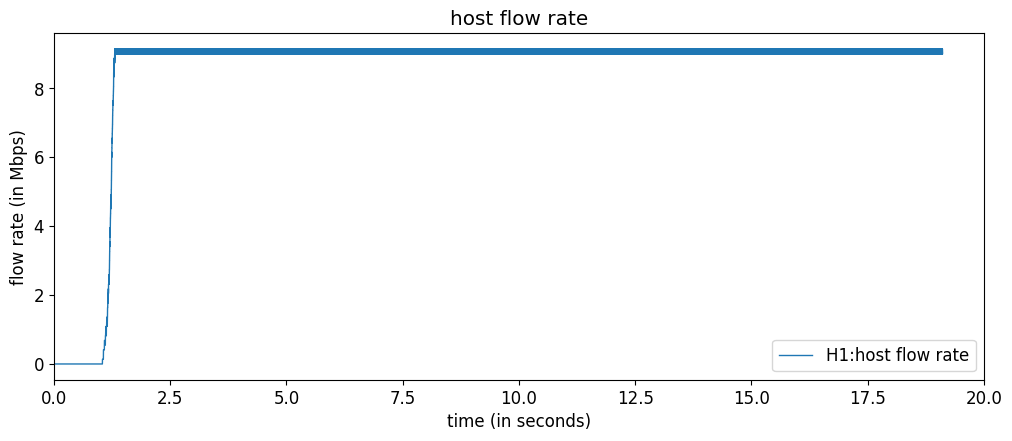 host flow rate
flow rate (in Mbps)
8
6
4
2
0
H1:host flow rate
0.0 2.5 5.0 7.5 10.0 12.5 15.0 17.5 20.0
time (in seconds)